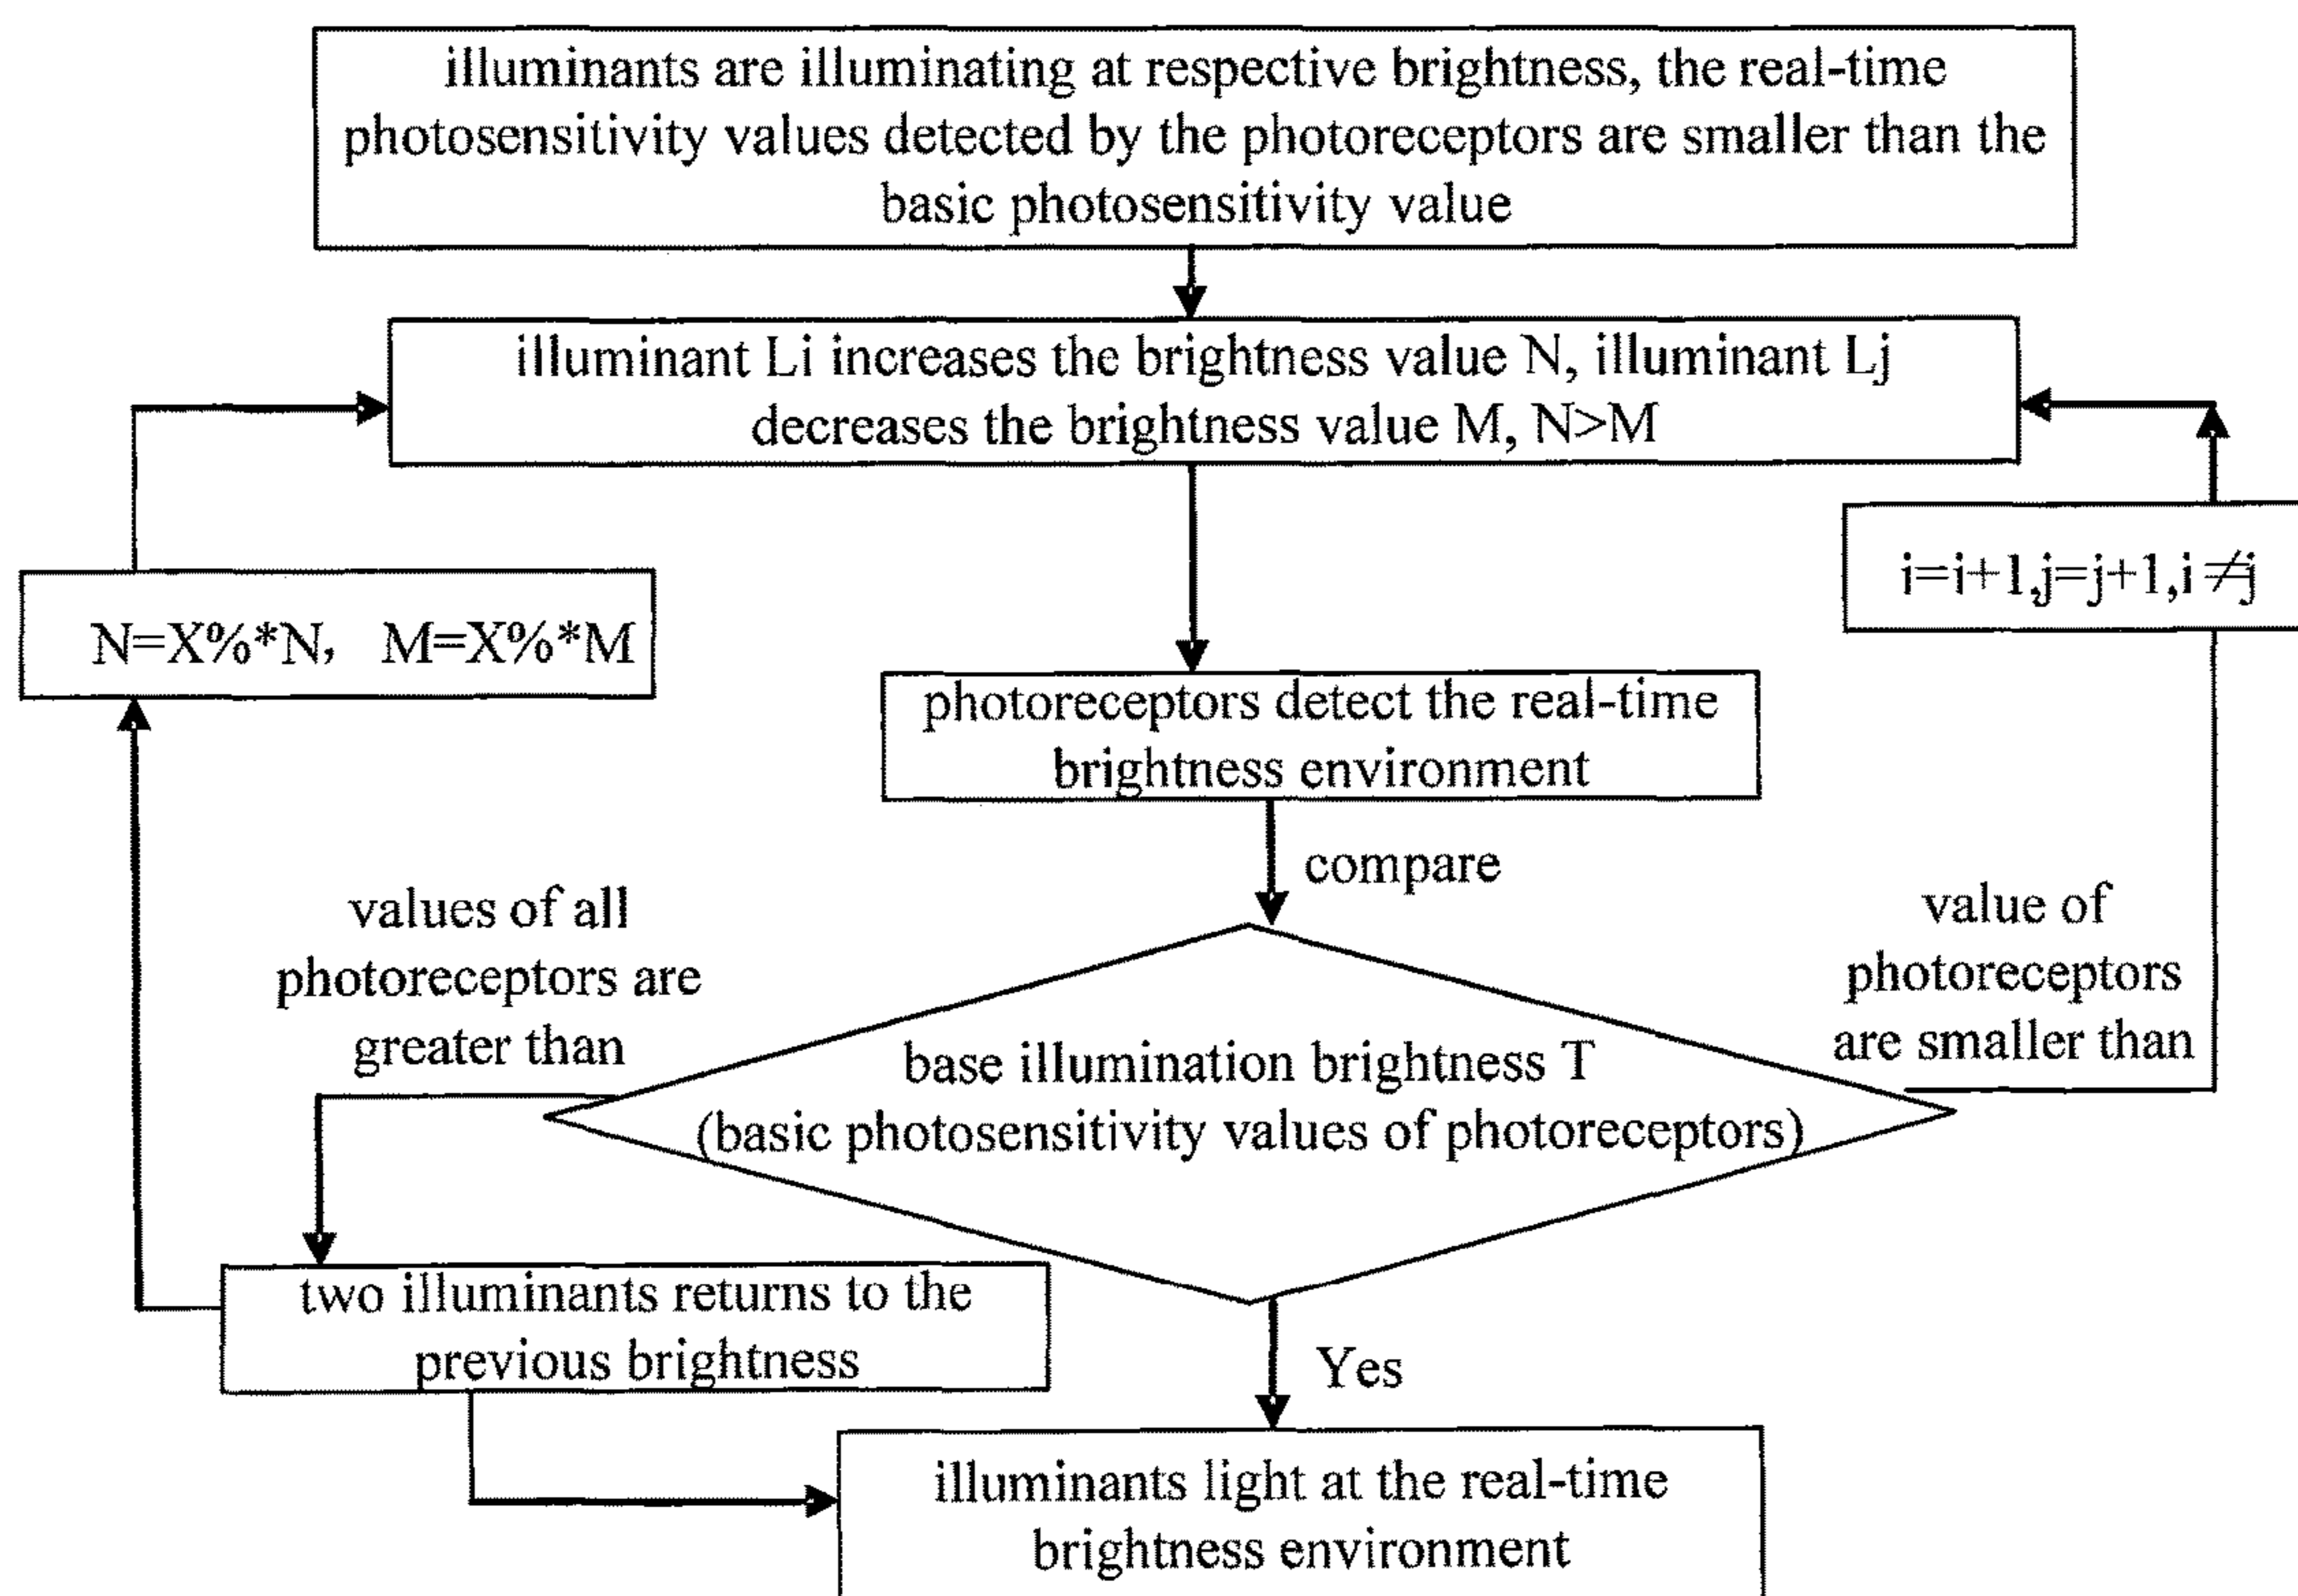 illuminants are illuminating at respective brightness, the real-time
photosensitivity values detected by the photoreceptors are smaller than the
basic photosensitivity value
illuminant Li increases the brightness value N, illuminant Lj
decreases the brightness value M, N>M
i=i+1,j=j+1,i≠j
N=X%*N, M=X%*M
photoreceptors detect the real-time
brightness environment
compare
values of all
photoreceptors are
greater than
value of
photoreceptors
are smaller than
base illumination brightness T
(basic photosensitivity values of photoreceptors)
two illuminants returns to the
previous brightness
Yes
illuminants light at the real-time
brightness environment